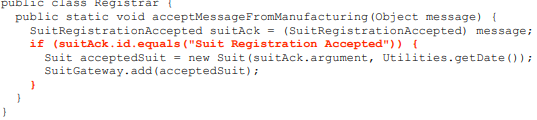 public class Registrar {
public static void acceptMessageFromManufacturing(Object message) {
SuitRegistrationAccepted suitAck = (SuitRegistrationAccepted) message;
if (suitAck.id.equals("Suit Registration Accepted")) {
Suit acceptedSuit = new Suit(suitAck.argument, Utilities.getDate());
SuitGateway.add(acceptedSuit);
}
}
}